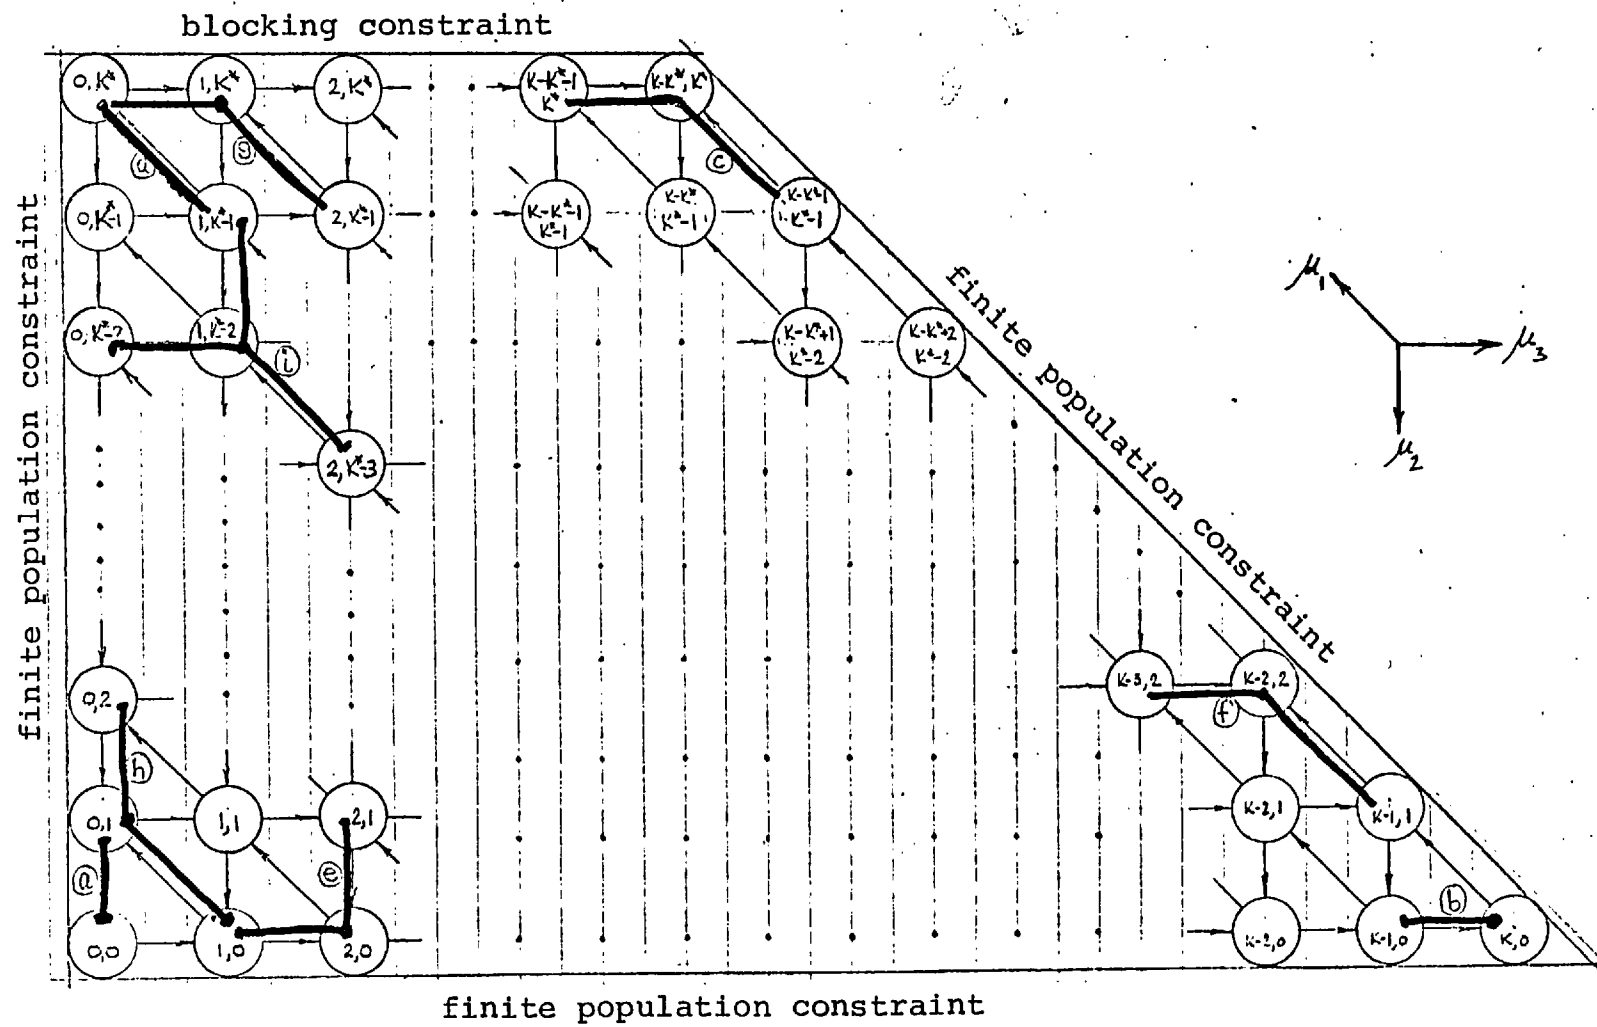 blocking constraint
0,K* 1,K* 2,K* K-K*-1 K-K*,K*
K*
a g c
0,K*-1 1,K*-1 2,K*-1 K-K*-1 K-K* K-K*+1
K*-1 K*-1 K*-1
finite population constraint
finite population constraint
μ1
μ3
μ2
0,K*-2 1,K*-2 K-K*+1 K-K*+2
K*-2 K*-2
i
2,K*-3
0,2 K-3,2 K-2,2
f
h
0,1 1,1 2,1 K-2,1 K-1,1
a e b
0,0 1,0 2,0 K-2,0 K-1,0 K,0
finite population constraint